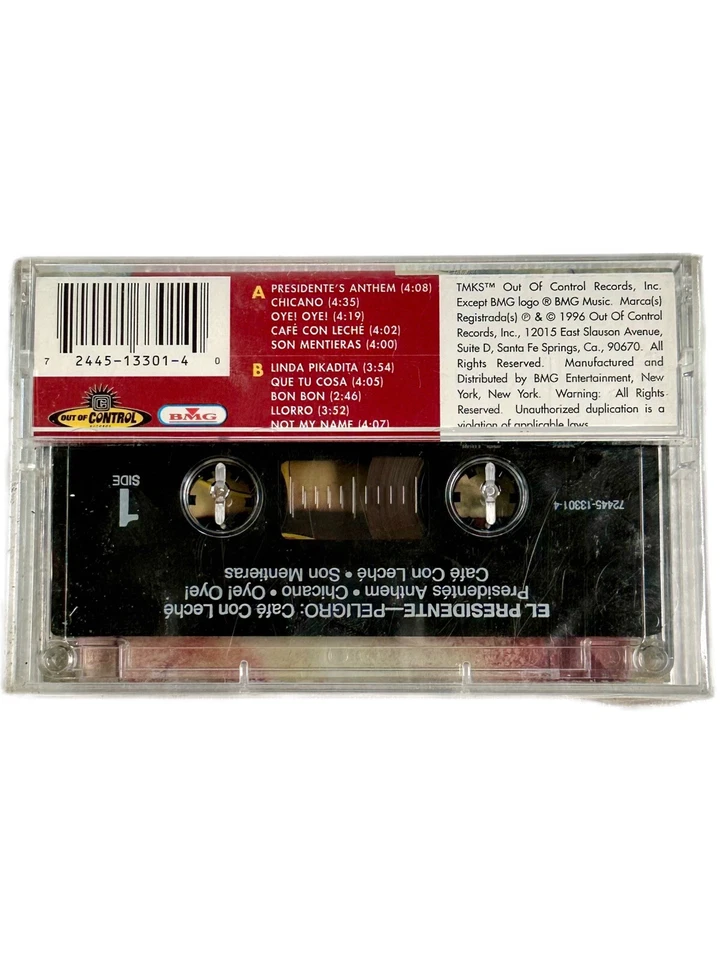 7 2445-13301-4 0
OUT OF CONTROL
RECORDS
BMG
A PRESIDENTE'S ANTHEM (4:08)
CHICANO (4:35)
OYE! OYE! (4:19)
CAFÉ CON LECHÉ (4:02)
SON MENTIERAS (4:00)
B LINDA PIKADITA (3:54)
QUE TU COSA (4:05)
BON BON (2:46)
LLORRO (3:52)
NOT MY NAME (4:07)
TMKS™ Out Of Control Records, Inc.
Except BMG logo ® BMG Music. Marca(s)
Registrada(s) ℗ & © 1996 Out Of Control
Records, Inc., 12015 East Slauson Avenue,
Suite D, Santa Fe Springs, Ca., 90670. All
Rights Reserved. Manufactured and
Distributed by BMG Entertainment, New
York, New York. Warning: All Rights
Reserved. Unauthorized duplication is a
violation of applicable laws.
EL PRESIDENTE—PELIGRO: Café Con Leché
Presidentés Anthem • Chicano • Oye! Oye!
Café Con Leché • Son Mentieras
72445-13301-4
SIDE
1